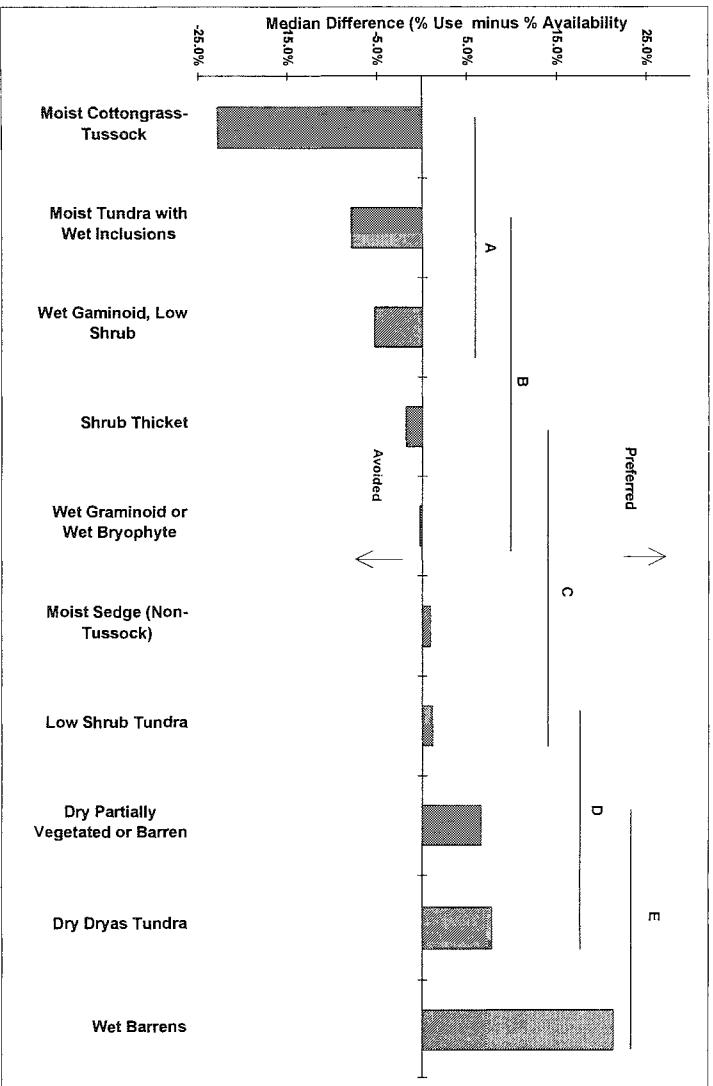 Median Difference (% Use minus % Availability
-25.0%
-15.0%
-5.0%
5.0%
15.0%
25.0%
Moist Cottongrass-
Tussock
Moist Tundra with
Wet Inclusions
Wet Gaminoid, Low
Shrub
Shrub Thicket
Wet Graminoid or
Wet Bryophyte
Moist Sedge (Non-
Tussock)
Low Shrub Tundra
Dry Partially
Vegetated or Barren
Dry Dryas Tundra
Wet Barrens
A
B
C
D
E
Avoided
Preferred